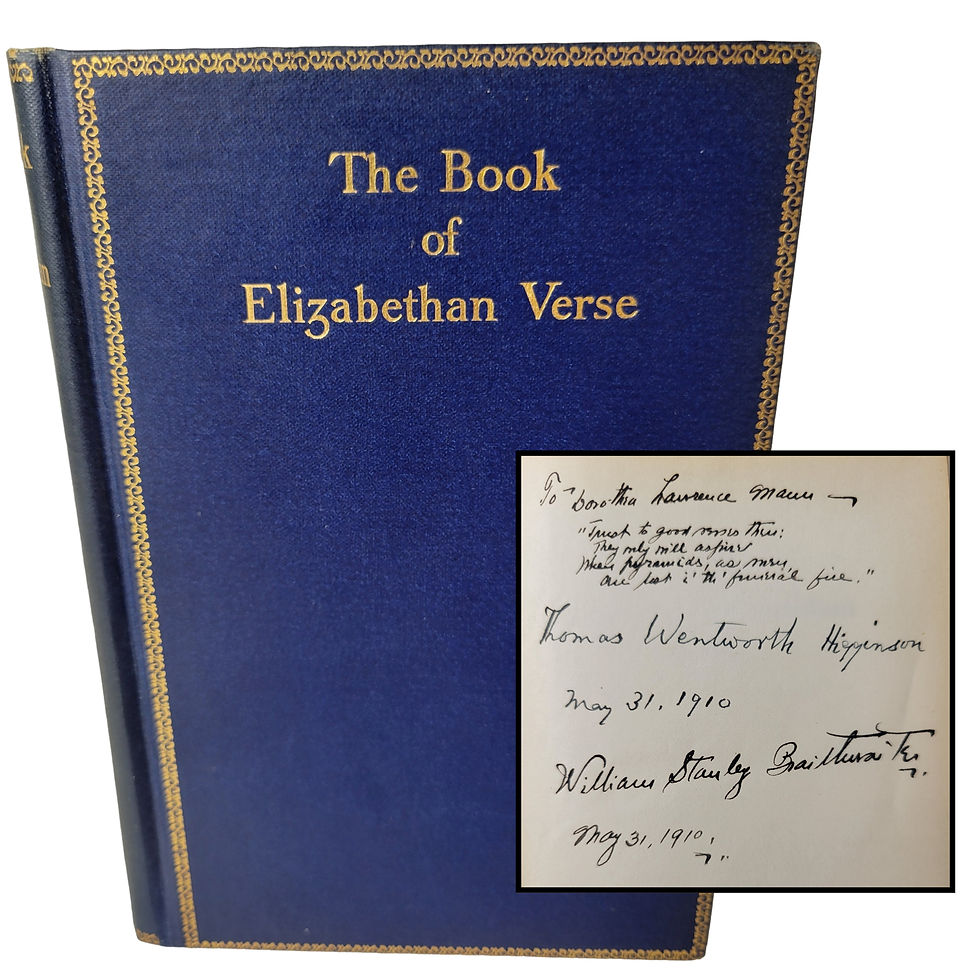 The Book
of
Elizabethan Verse
To Dorothea Lawrence Mann —
"Trust to good verses then:
They only will aspire
When pyramids, as men,
Are lost i' th' funeral fire."
Thomas Wentworth Higginson
May 31, 1910
William Stanley Braithwaite
May 31, 1910.